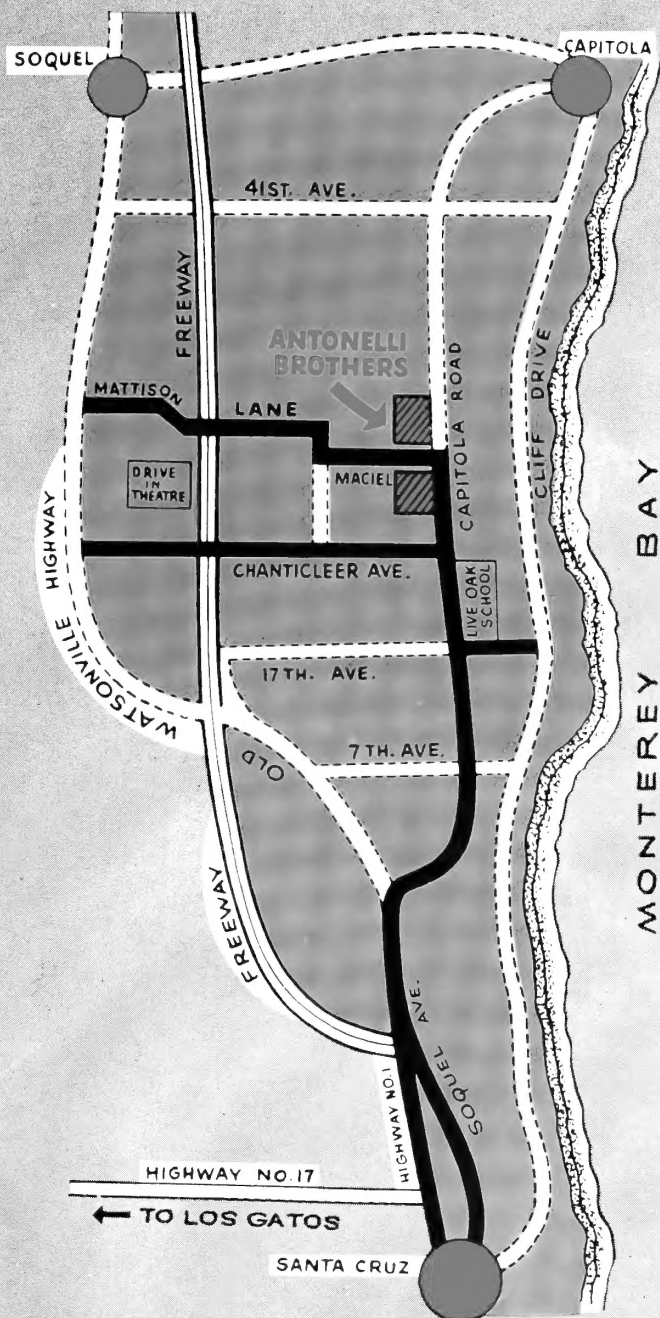 SOQUEL
CAPITOLA
41ST. AVE.
FREEWAY
ANTONELLI
BROTHERS
MATTISON
LANE
CAPITOLA ROAD
CLIFF DRIVE
DRIVE
IN
THEATRE
MACIEL
MONTEREY BAY
CHANTICLEER AVE.
LIVE OAK
SCHOOL
WATSONVILLE HIGHWAY
17TH. AVE.
OLD
7TH. AVE.
FREEWAY
SOQUEL AVE.
HIGHWAY NO.1
HIGHWAY NO.17
← TO LOS GATOS
SANTA CRUZ